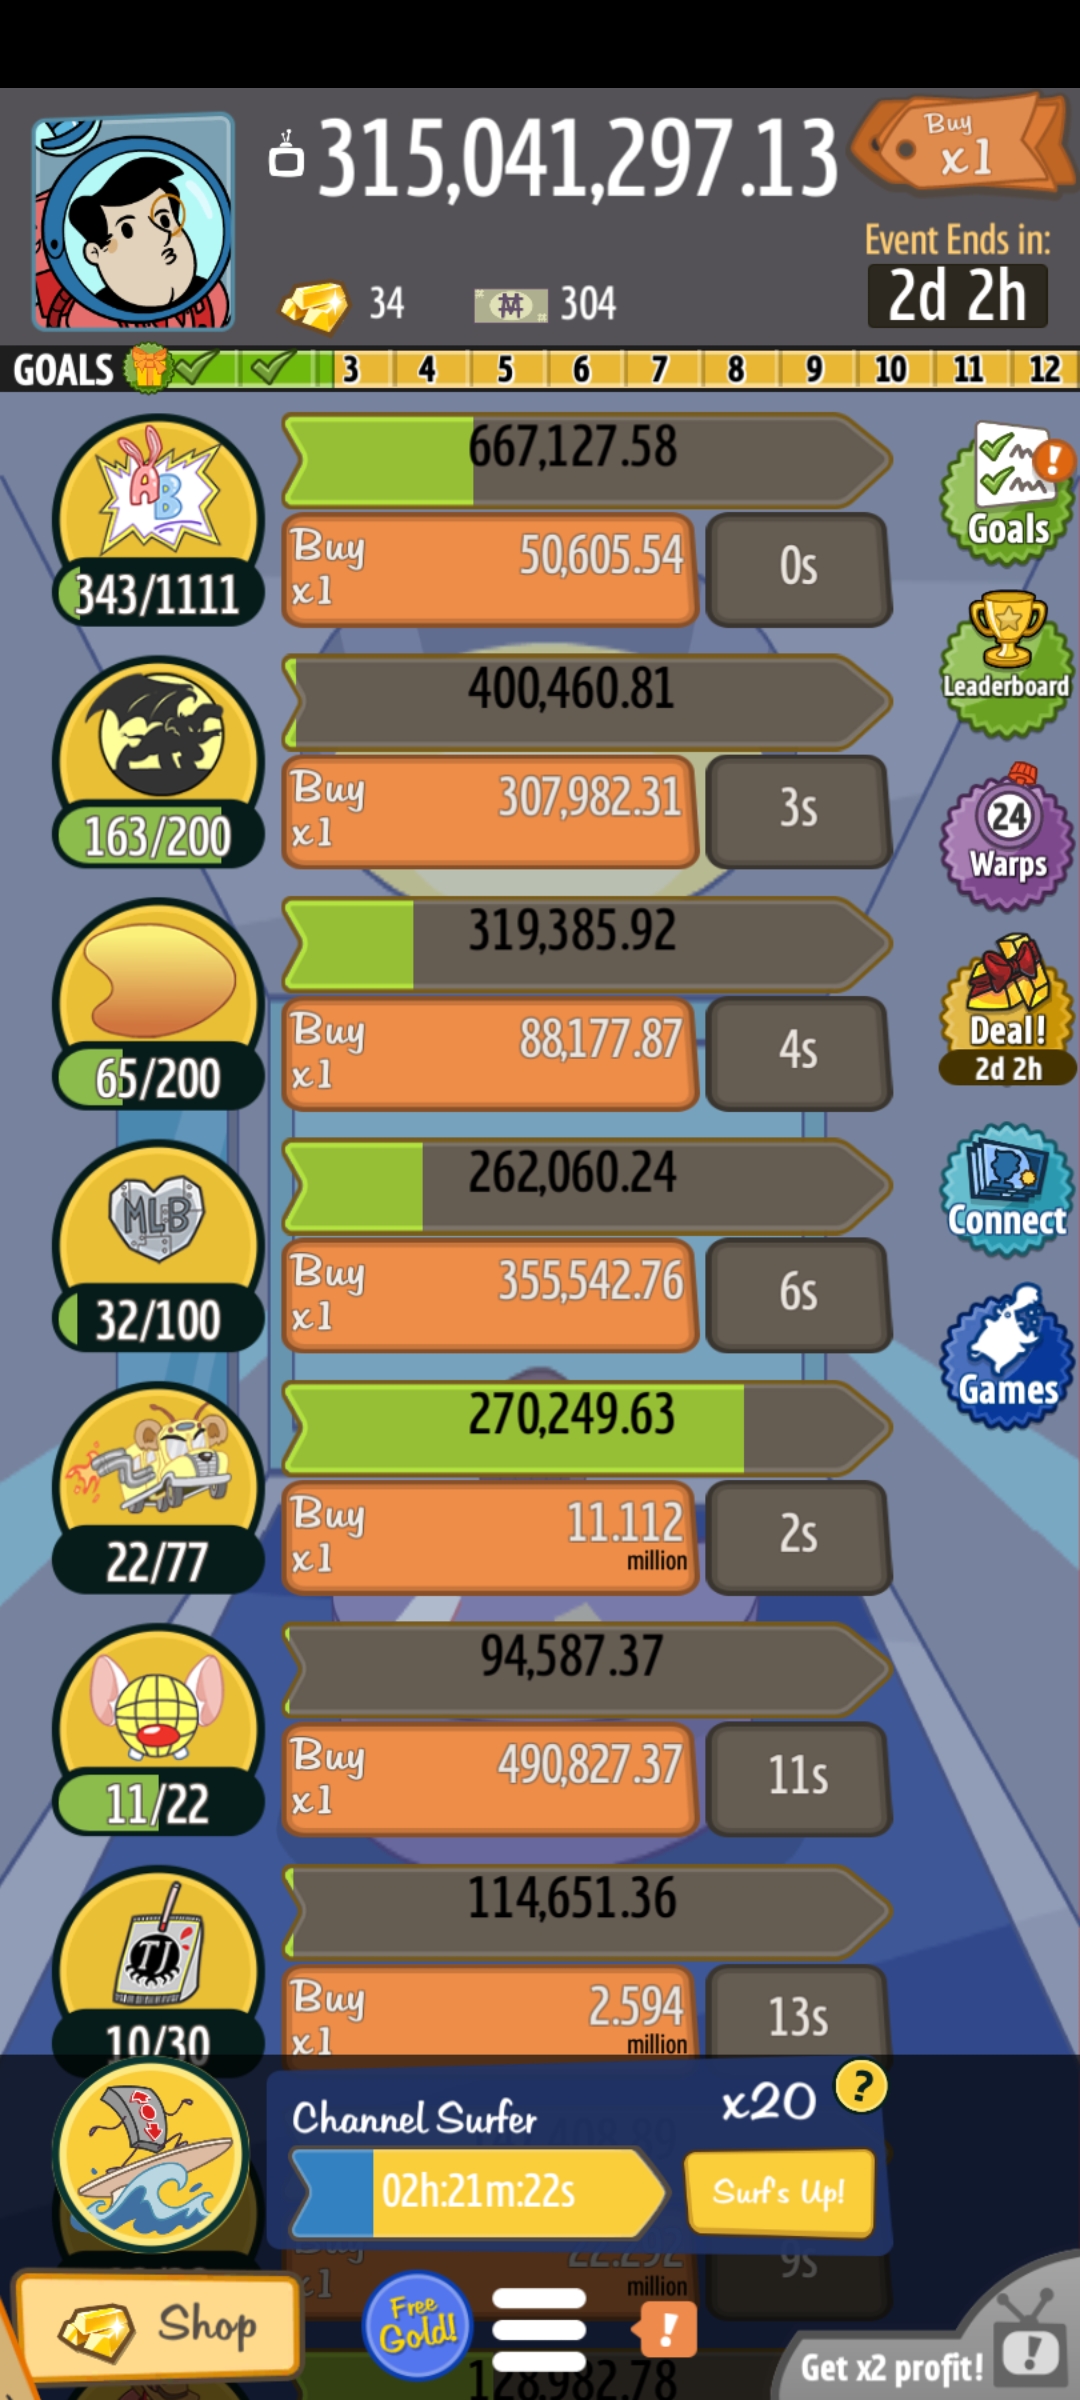 315,041,297.13
Buy
x1
Event Ends in:
2d 2h
34
304
GOALS 3 4 5 6 7 8 9 10 11 12
AB
667,127.58
343/1111
Buy
x1
50,605.54
0s
Goals
400,460.81
163/200
Buy
x1
307,982.31
3s
Leaderboard
24
Warps
319,385.92
65/200
Buy
x1
88,177.87
4s
Deal!
2d 2h
MLB
262,060.24
32/100
Buy
x1
355,542.76
6s
Connect
270,249.63
22/77
Buy
x1
11.112
million
2s
Games
94,587.37
11/22
Buy
x1
490,827.37
11s
TJ
114,651.36
10/30
Buy
x1
2.594
million
13s
Channel Surfer
x20
?
02h:21m:22s
Surf's Up!
x1
22.292
million
9s
Shop
Free
Gold!
!
Get x2 profit!
128,982.78